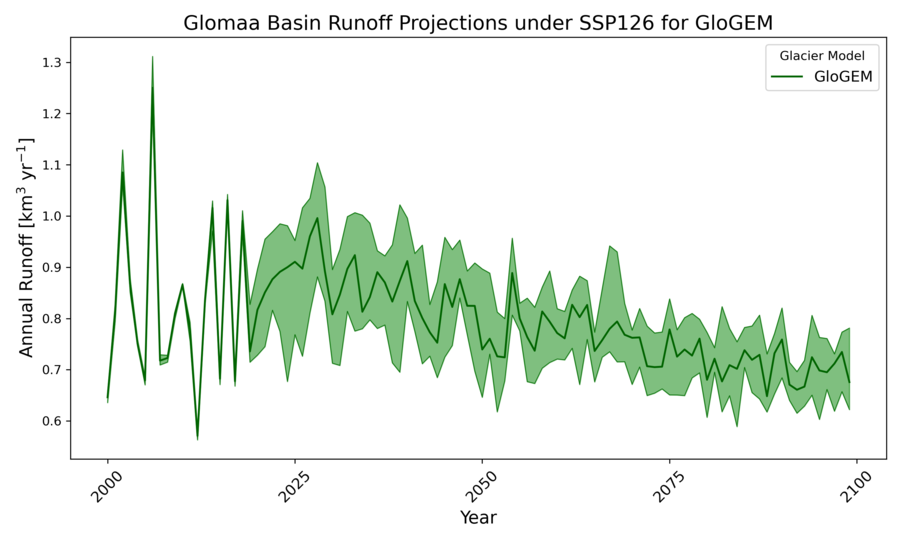 Glomaa Basin Runoff Projections under SSP126 for GloGEM
Glacier Model
GloGEM
Annual Runoff [km³ yr⁻¹]
1.3
1.2
1.1
1.0
0.9
0.8
0.7
0.6
2000
2025
2050
2075
2100
Year